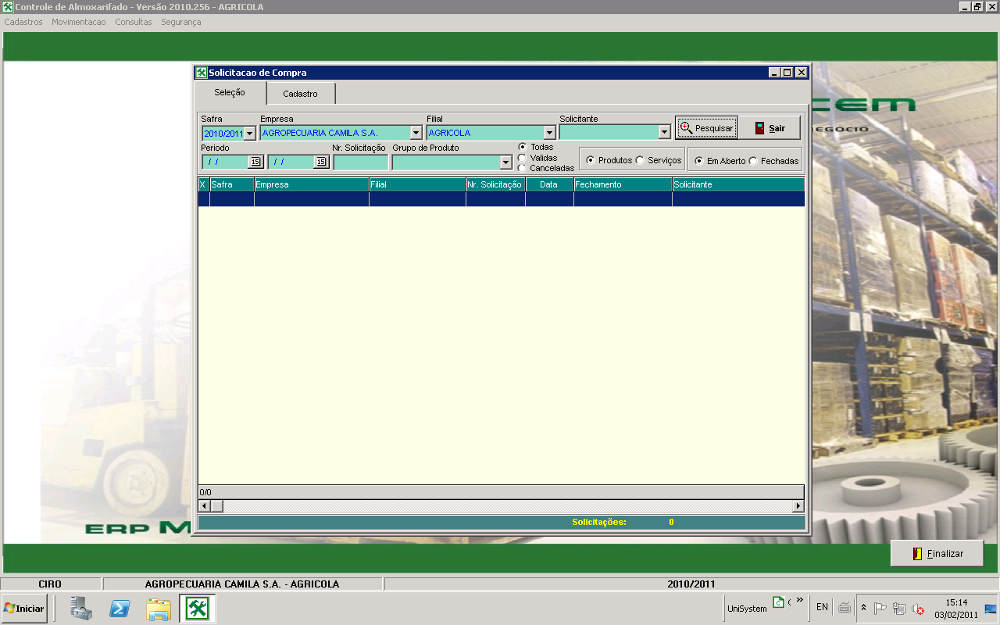 Controle de Almoxarifado - Versão 2010.256 - AGRICOLA
Cadastros Movimentacao Consultas Segurança
Solicitacao de Compra
Seleção Cadastro
Safra Empresa Filial Solicitante
2010/2011 AGROPECUARIA CAMILA S.A. AGRICOLA Pesquisar Sair
Periodo Nr. Solicitação Grupo de Produto Todas
/ / 15 / / 15 Validas Produtos Serviços Em Aberto Fechadas
Canceladas
X Safra Empresa Filial Nr. Solicitação Data Fechamento Solicitante
0/0
Solicitações: 0
cem
EGÓCIO
ERP M
Finalizar
CIRO AGROPECUARIA CAMILA S.A. - AGRICOLA 2010/2011
Iniciar UniSystem EN 15:14
03/02/2011